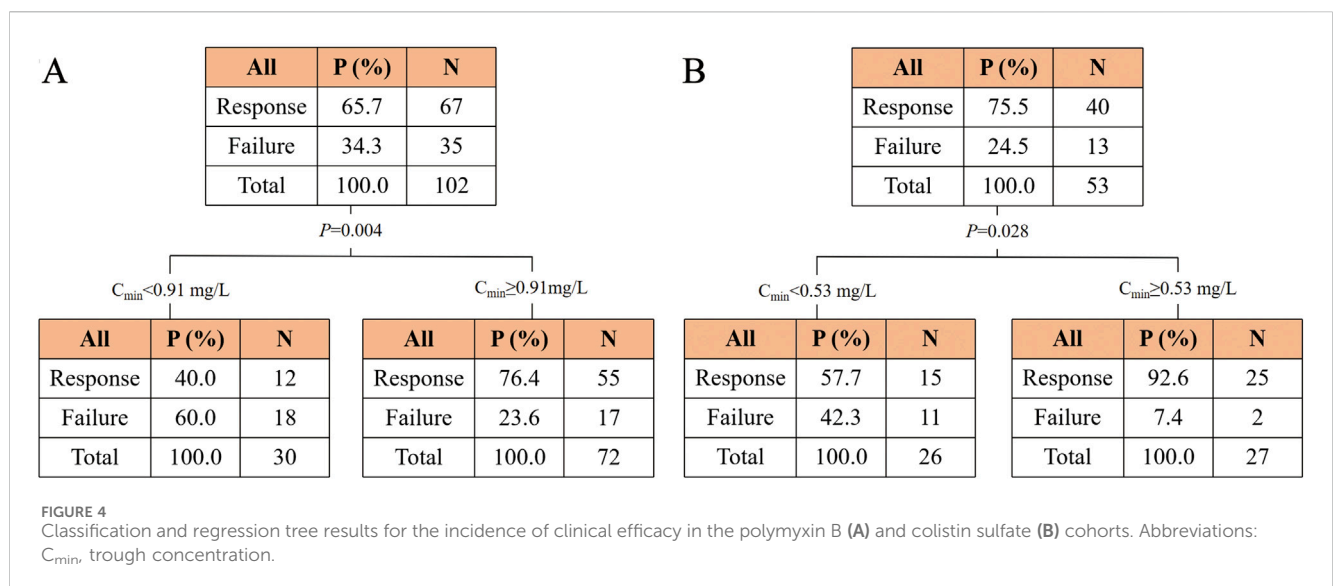 A
All P (%) N
Response 65.7 67
Failure 34.3 35
Total 100.0 102
P=0.004
Cmin<0.91 mg/L
Cmin≥0.91mg/L
All P (%) N
Response 40.0 12
Failure 60.0 18
Total 100.0 30
All P (%) N
Response 76.4 55
Failure 23.6 17
Total 100.0 72
B
All P (%) N
Response 75.5 40
Failure 24.5 13
Total 100.0 53
P=0.028
Cmin<0.53 mg/L
Cmin≥0.53 mg/L
All P (%) N
Response 57.7 15
Failure 42.3 11
Total 100.0 26
All P (%) N
Response 92.6 25
Failure 7.4 2
Total 100.0 27
FIGURE 4
Classification and regression tree results for the incidence of clinical efficacy in the polymyxin B (A) and colistin sulfate (B) cohorts. Abbreviations:
Cmin, trough concentration.